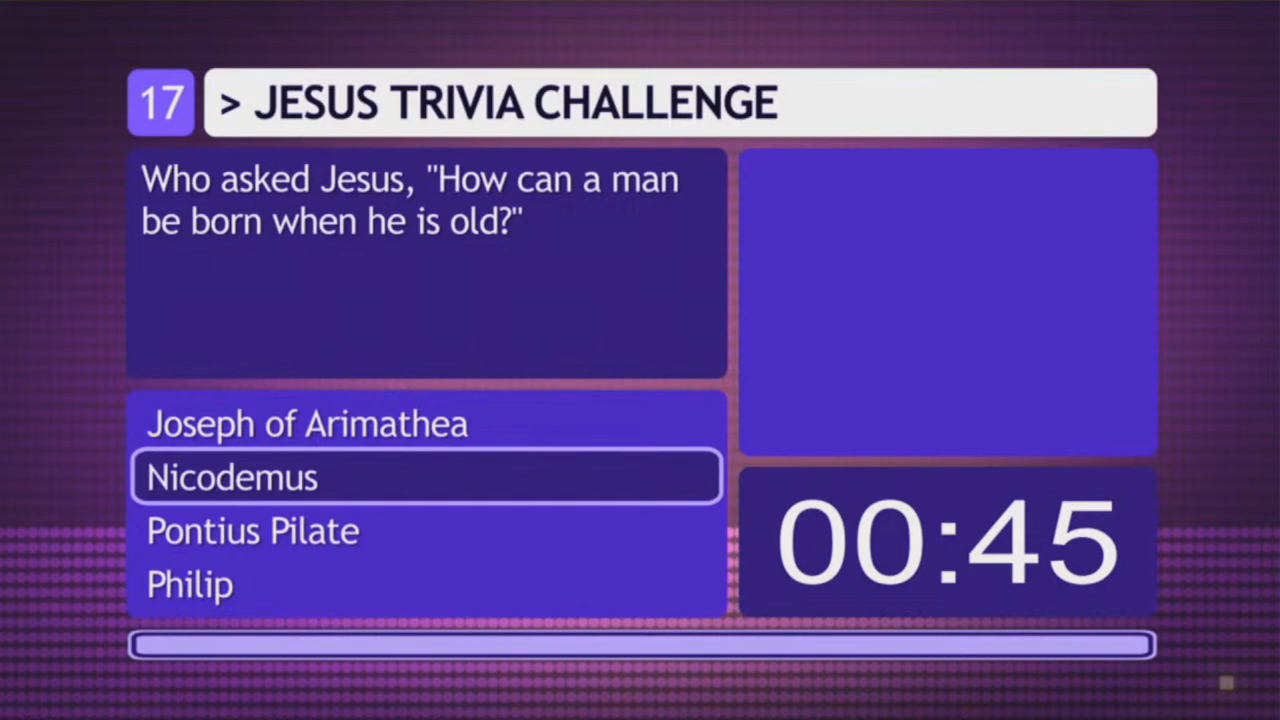 17
> JESUS TRIVIA CHALLENGE
Who asked Jesus, "How can a man
be born when he is old?"
Joseph of Arimathea
Nicodemus
Pontius Pilate
Philip
00:45